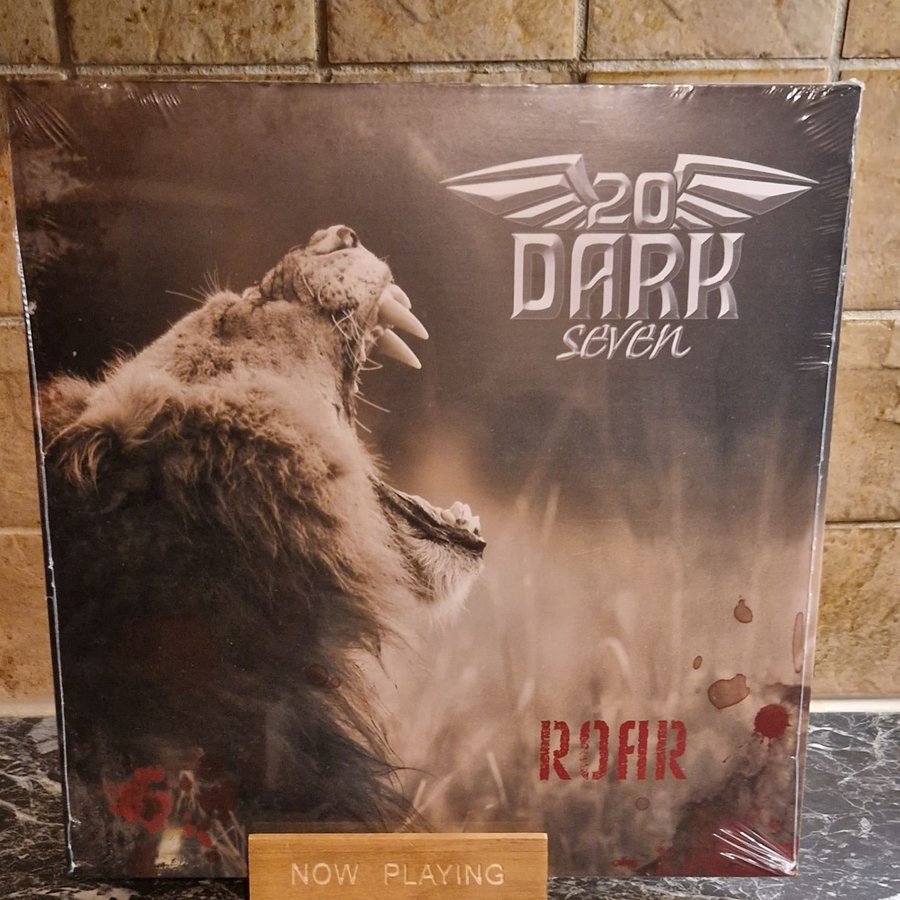 20
DARK
seven
ROAR
NOW PLAYING